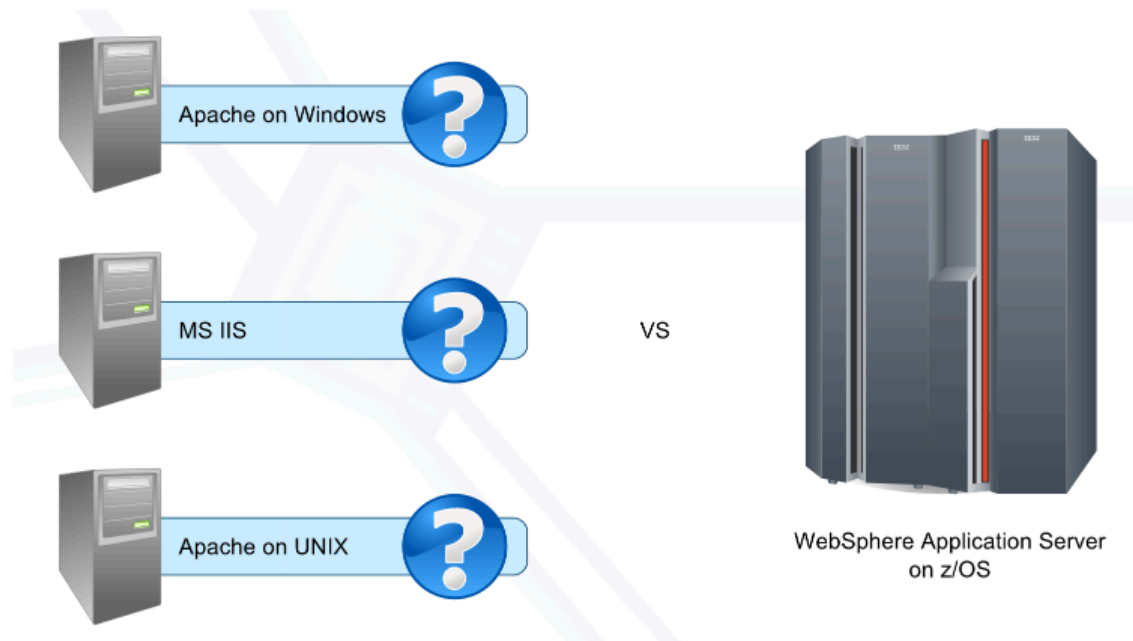 Apache on Windows
MS IIS
VS
Apache on UNIX
WebSphere Application Server
on z/OS